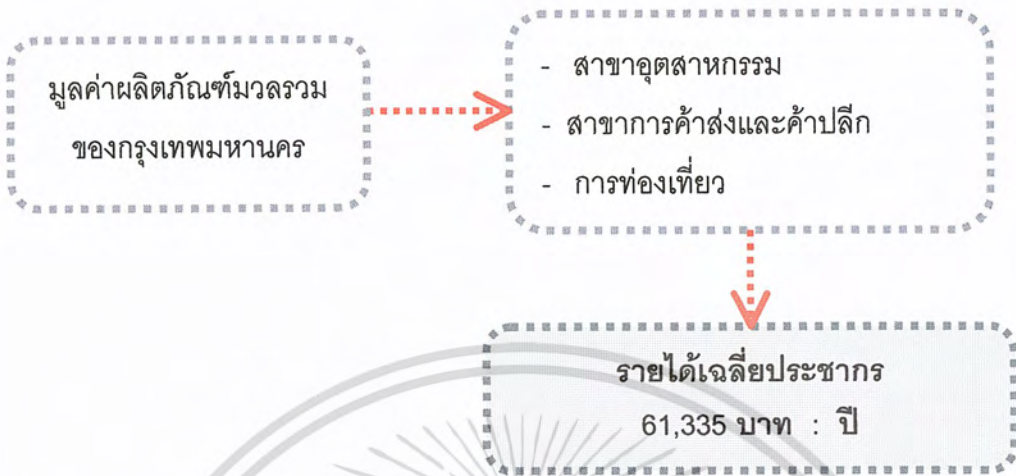 มูลค่าผลิตภัณฑ์มวลรวม
ของกรุงเทพมหานคร
- สาขาอุตสาหกรรม
- สาขาการค้าส่งและค้าปลีก
- การท่องเที่ยว
รายได้เฉลี่ยประชากร
61,335 บาท : ปี